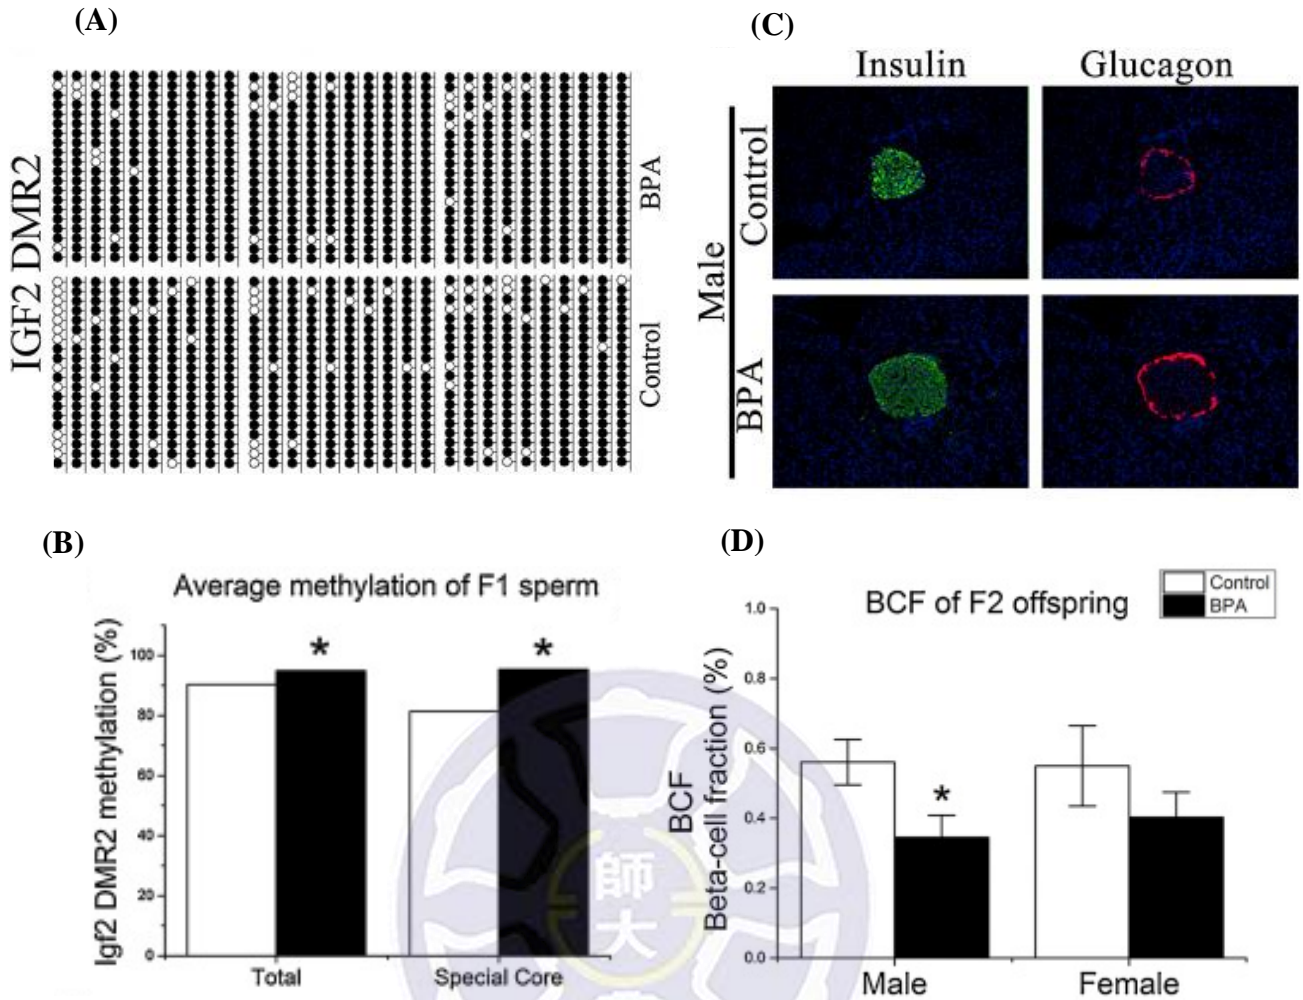 (A)
IGF2 DMR2
BPA
Control
(B)
Average methylation of F1 sperm
Igf2 DMR2 methylation (%)
100
80
60
40
20
0
*
*
Total
Special Core
(C)
Insulin
Glucagon
Male
Control
BPA
(D)
BCF of F2 offspring
Control
BPA
BCF
Beta-cell fraction (%)
1.0
0.8
0.6
0.4
0.2
0.0
*
Male
Female
師
大